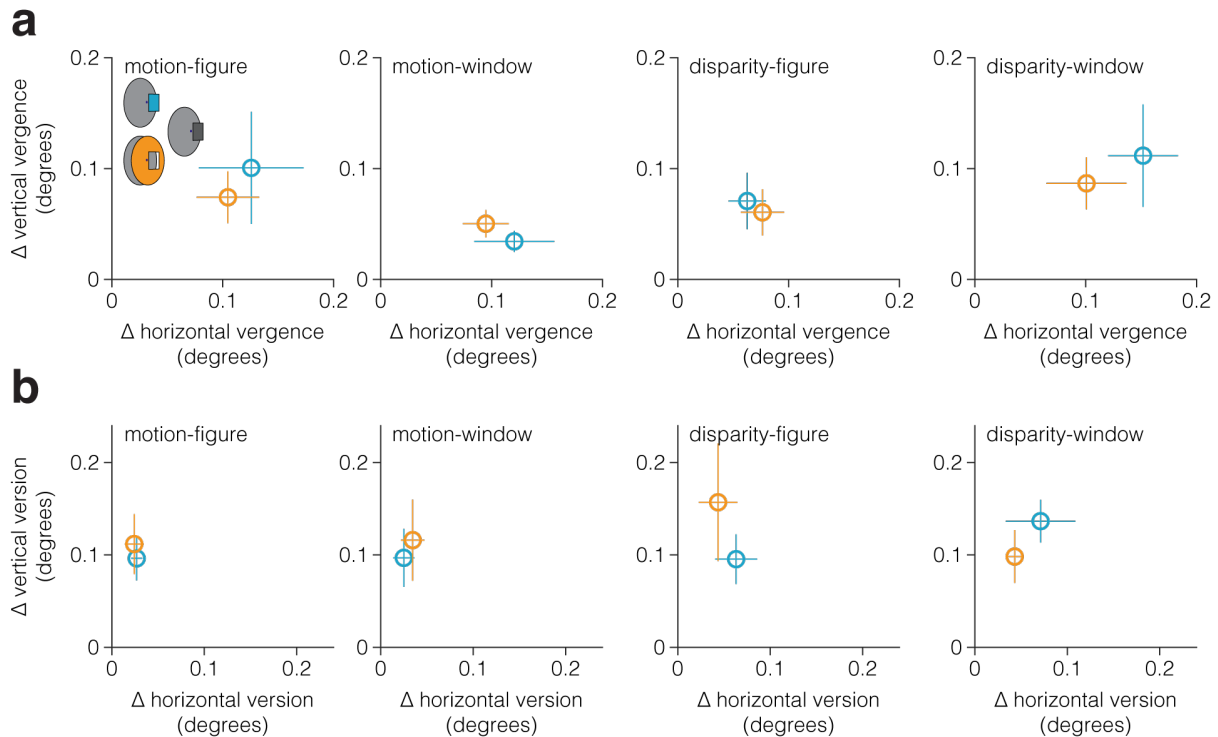 a
motion-figure
motion-window
disparity-figure
disparity-window
Δ vertical vergence
(degrees)
0.2
0.1
0
0
0.1
0.2
Δ horizontal vergence
(degrees)
0.2
0.1
0
0
0.1
0.2
Δ horizontal vergence
(degrees)
0.2
0.1
0
0
0.1
0.2
Δ horizontal vergence
(degrees)
0.2
0.1
0
0
0.1
0.2
Δ horizontal vergence
(degrees)
b
motion-figure
motion-window
disparity-figure
disparity-window
Δ vertical version
(degrees)
0.2
0.1
0
0
0.1
0.2
Δ horizontal version
(degrees)
0.2
0.1
0
0
0.1
0.2
Δ horizontal version
(degrees)
0.2
0.1
0
0
0.1
0.2
Δ horizontal version
(degrees)
0.2
0.1
0
0
0.1
0.2
Δ horizontal version
(degrees)